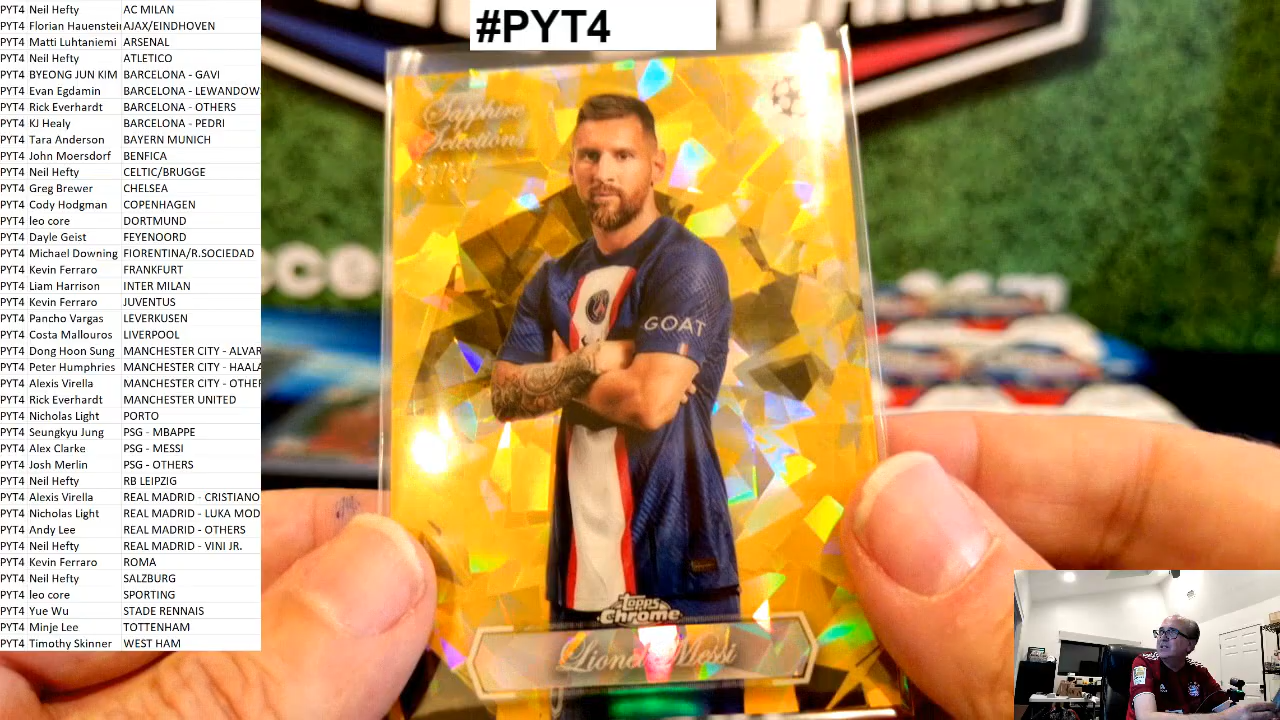 #PYT4
PYT4 Neil Hefty AC MILAN
PYT4 Florian Hauenstein AJAX/EINDHOVEN
PYT4 Matti Luhtaniemi ARSENAL
PYT4 Neil Hefty ATLETICO
PYT4 BYEONG JUN KIM BARCELONA - GAVI
PYT4 Evan Egdamin BARCELONA - LEWANDOW
PYT4 Rick Everhardt BARCELONA - OTHERS
PYT4 KJ Healy BARCELONA - PEDRI
PYT4 Tara Anderson BAYERN MUNICH
PYT4 John Moersdorf BENFICA
PYT4 Neil Hefty CELTIC/BRUGGE
PYT4 Greg Brewer CHELSEA
PYT4 Cody Hodgman COPENHAGEN
PYT4 leo core DORTMUND
PYT4 Dayle Geist FEYENOORD
PYT4 Michael Downing FIORENTINA/R.SOCIEDAD
PYT4 Kevin Ferraro FRANKFURT
PYT4 Liam Harrison INTER MILAN
PYT4 Kevin Ferraro JUVENTUS
PYT4 Pancho Vargas LEVERKUSEN
PYT4 Costa Mallouros LIVERPOOL
PYT4 Dong Hoon Sung MANCHESTER CITY - ALVAR
PYT4 Peter Humphries MANCHESTER CITY - HAALA
PYT4 Alexis Virella MANCHESTER CITY - OTHE
PYT4 Rick Everhardt MANCHESTER UNITED
PYT4 Nicholas Light PORTO
PYT4 Seungkyu Jung PSG - MBAPPE
PYT4 Alex Clarke PSG - MESSI
PYT4 Josh Merlin PSG - OTHERS
PYT4 Neil Hefty RB LEIPZIG
PYT4 Alexis Virella REAL MADRID - CRISTIANO
PYT4 Nicholas Light REAL MADRID - LUKA MOD
PYT4 Andy Lee REAL MADRID - OTHERS
PYT4 Neil Hefty REAL MADRID - VINI JR.
PYT4 Kevin Ferraro ROMA
PYT4 Neil Hefty SALZBURG
PYT4 leo core SPORTING
PYT4 Yue Wu STADE RENNAIS
PYT4 Minje Lee TOTTENHAM
PYT4 Timothy Skinner WEST HAM
Sapphire
Selections
GOAT
Topps
Chrome
Lionel Messi